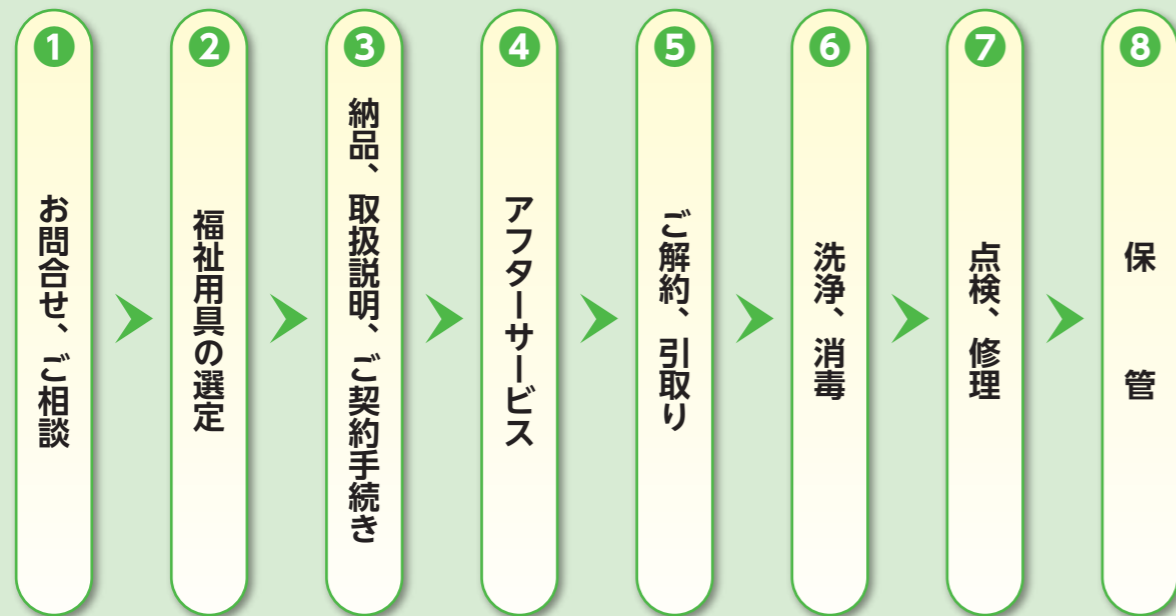 1
お問合せ、ご相談
2
福祉用具の選定
3
納品、取扱説明、ご契約手続き
4
アフターサービス
5
ご解約、引取り
6
洗浄、消毒
7
点検、修理
8
保管